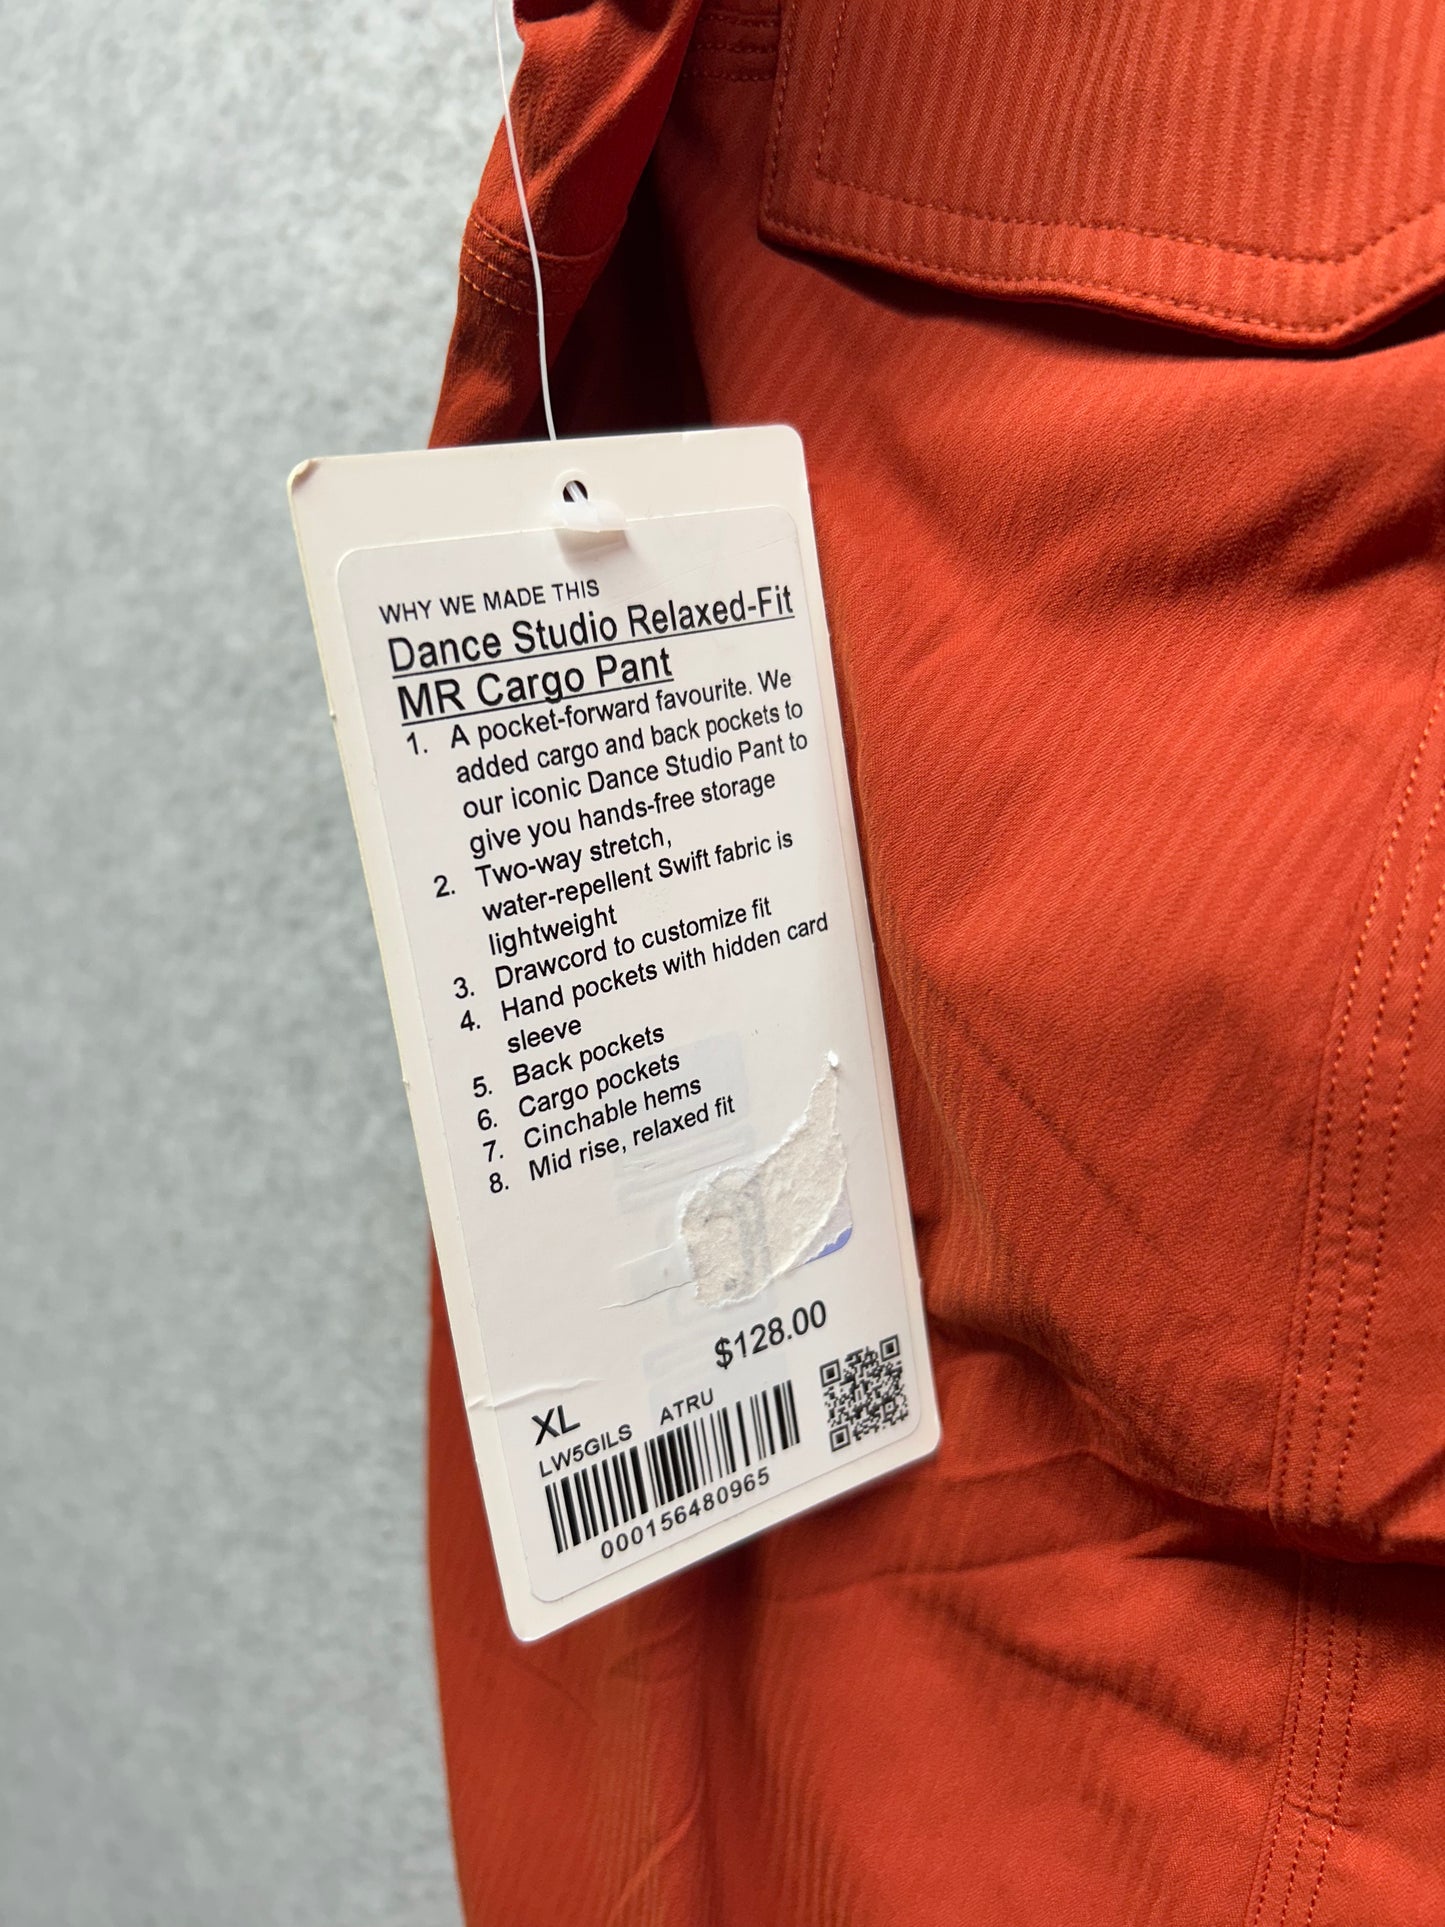 WHY WE MADE THIS
Dance Studio Relaxed-Fit
MR Cargo Pant
1. A pocket-forward favourite. We
added cargo and back pockets to
our iconic Dance Studio Pant to
give you hands-free storage
2. Two-way stretch,
water-repellent Swift fabric is
lightweight
3. Drawcord to customize fit
4. Hand pockets with hidden card
sleeve
5. Back pockets
6. Cargo pockets
7. Cinchable hems
8. Mid rise, relaxed fit
$128.00
XL
LW5GILS ATRU
000156480965